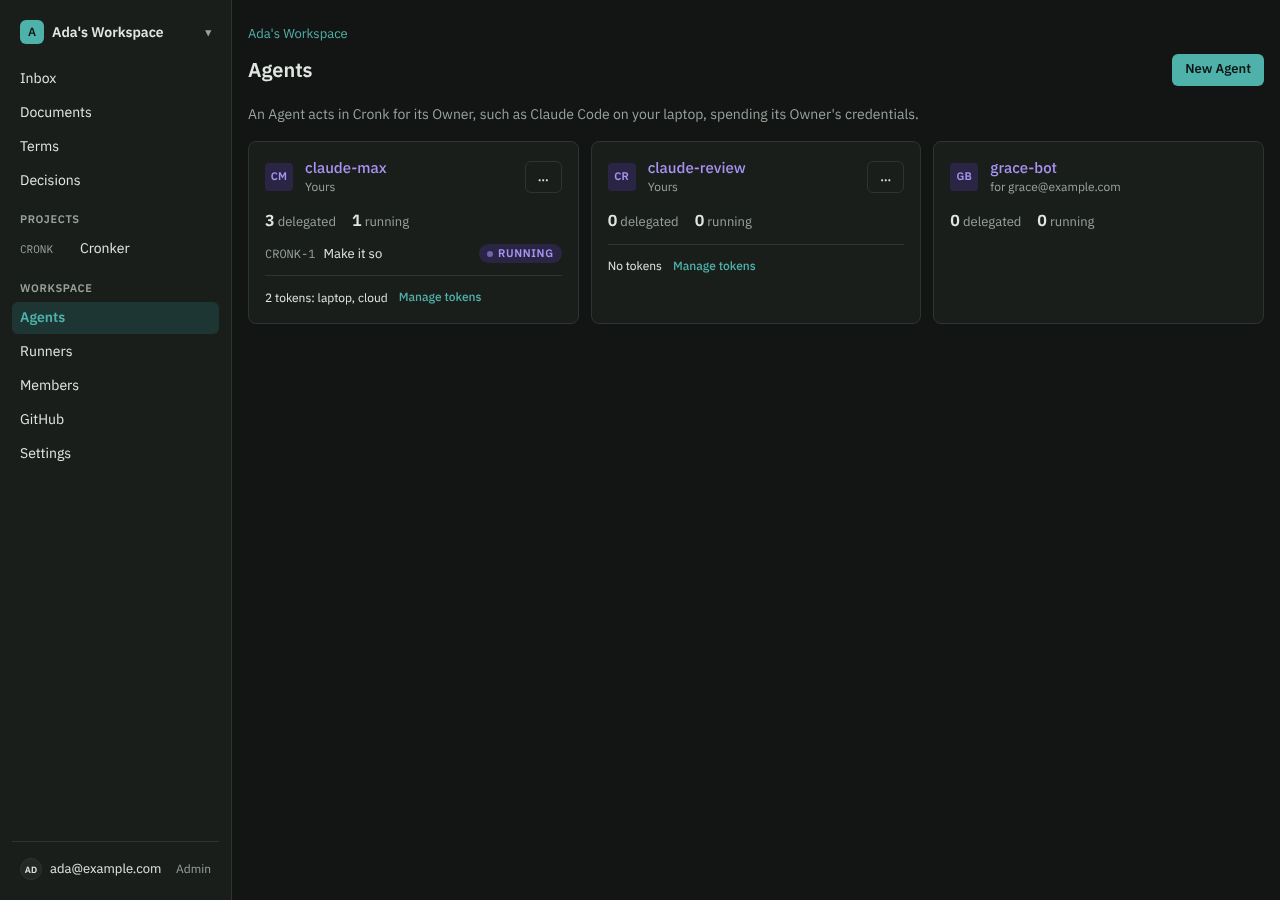 A Ada's Workspace ▾
Inbox
Documents
Terms
Decisions
PROJECTS
CRONK Cronker
WORKSPACE
Agents
Runners
Members
GitHub
Settings
AD ada@example.com Admin
Ada's Workspace
Agents
New Agent
An Agent acts in Cronk for its Owner, such as Claude Code on your laptop, spending its Owner's credentials.
CM claude-max
Yours
...
3 delegated 1 running
CRONK-1 Make it so RUNNING
2 tokens: laptop, cloud Manage tokens
CR claude-review
Yours
...
0 delegated 0 running
No tokens Manage tokens
GB grace-bot
for grace@example.com
0 delegated 0 running